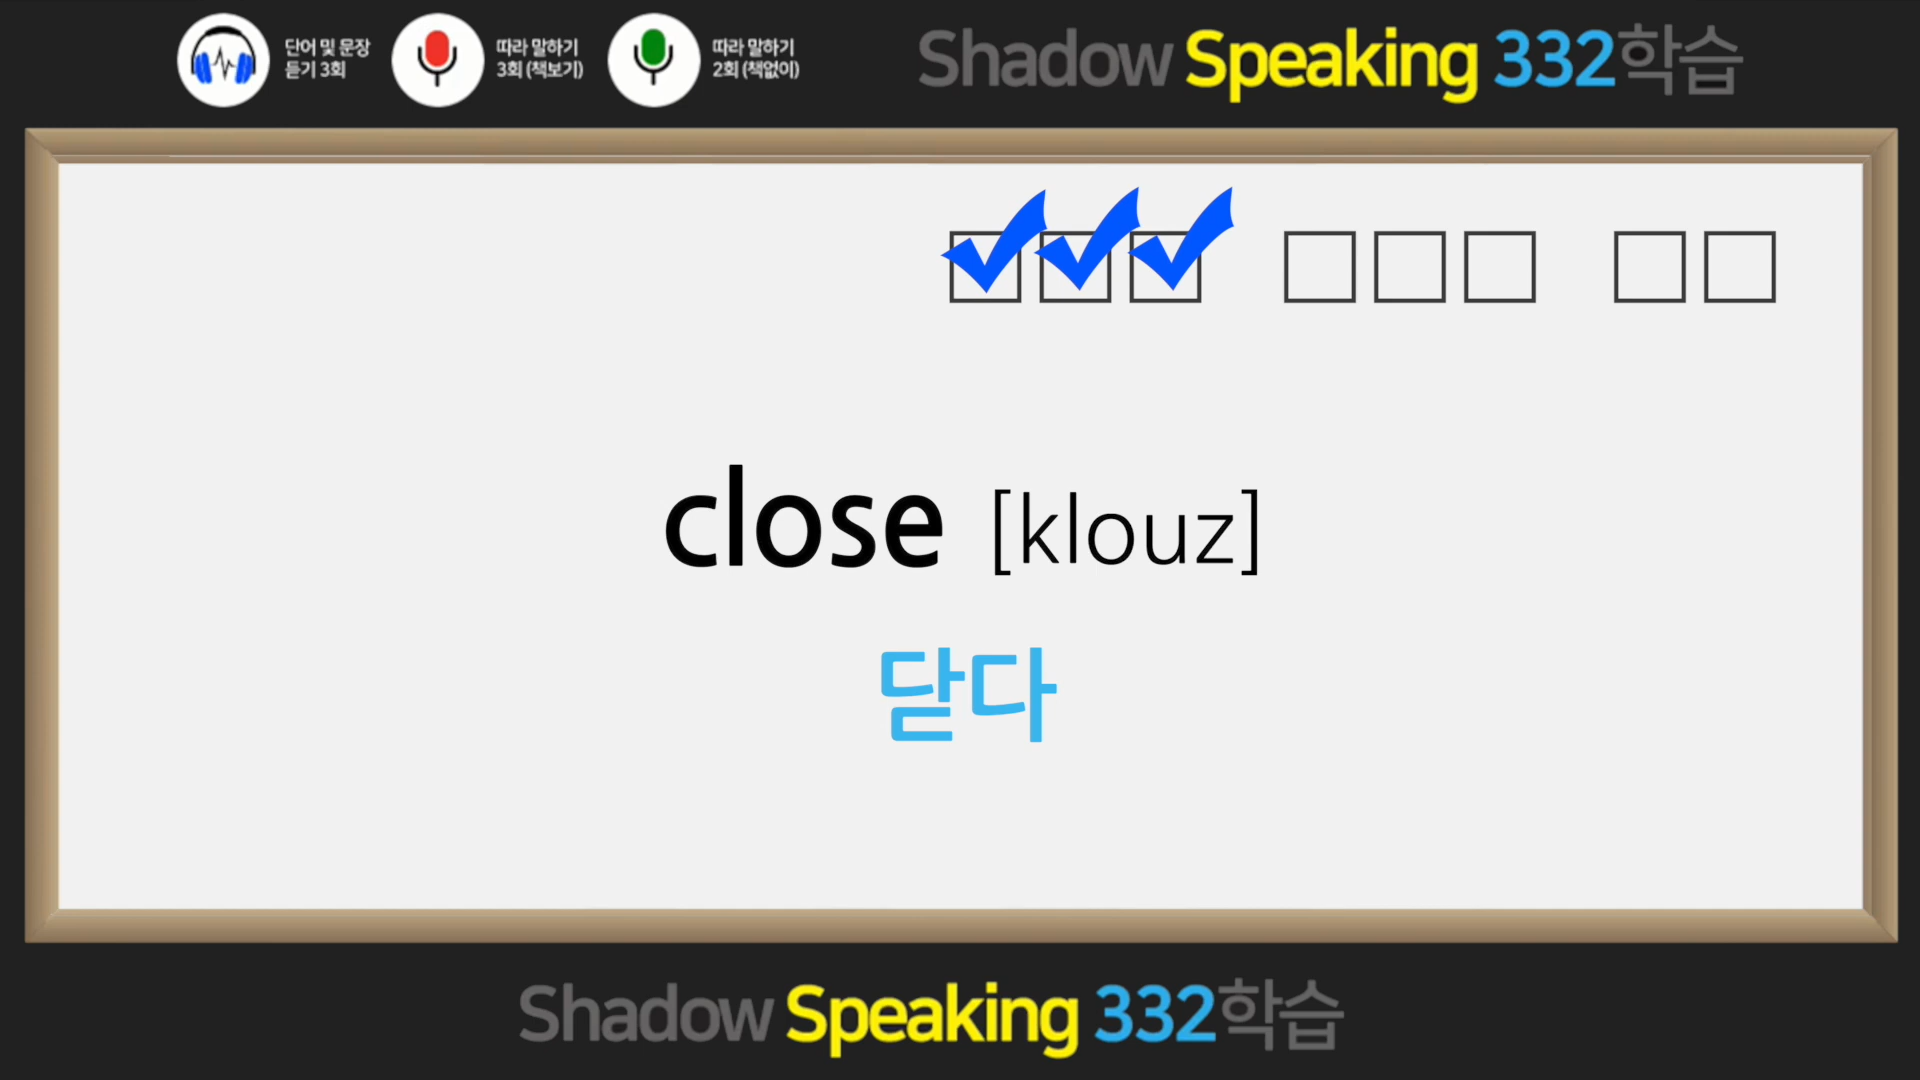 단어 및 문장
듣기 3회
따라 말하기
3회 (책보기)
따라 말하기
2회 (책없이)
Shadow Speaking 332학습
close [klouz]
닫다
Shadow Speaking 332학습